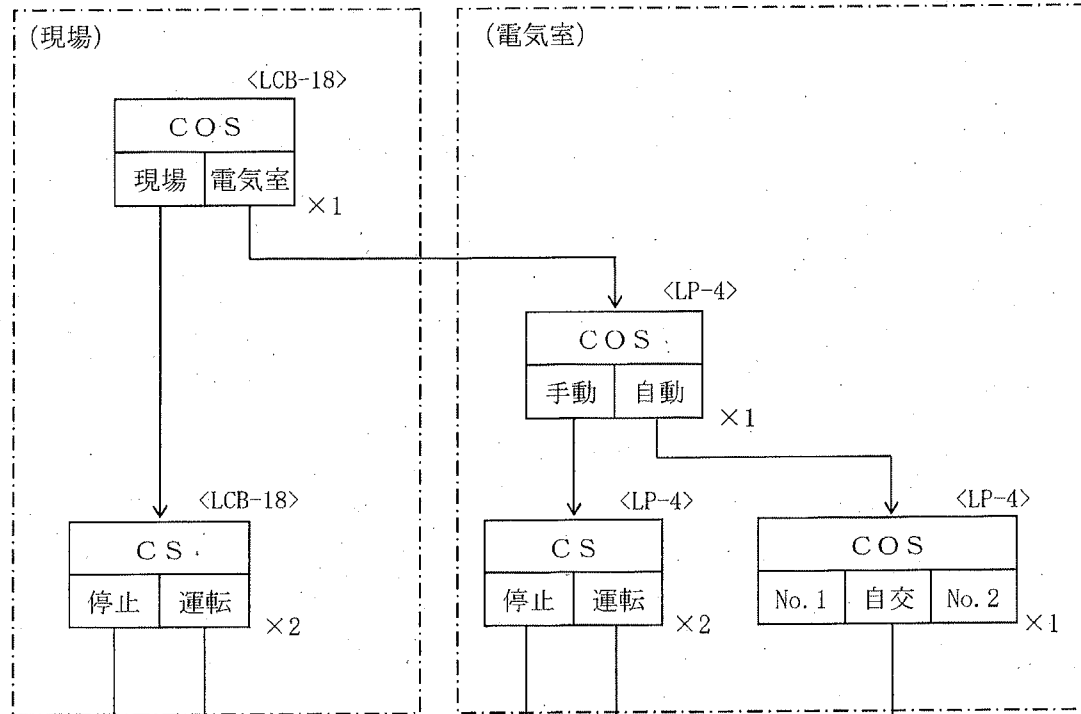 (現場)
(電気室)
<LCB-18>
COS
現場 電気室
×1
<LP-4>
COS
手動 自動
×1
<LCB-18>
CS
停止 運転
×2
<LP-4>
CS
停止 運転
×2
<LP-4>
COS
No.1 自交 No.2
×1